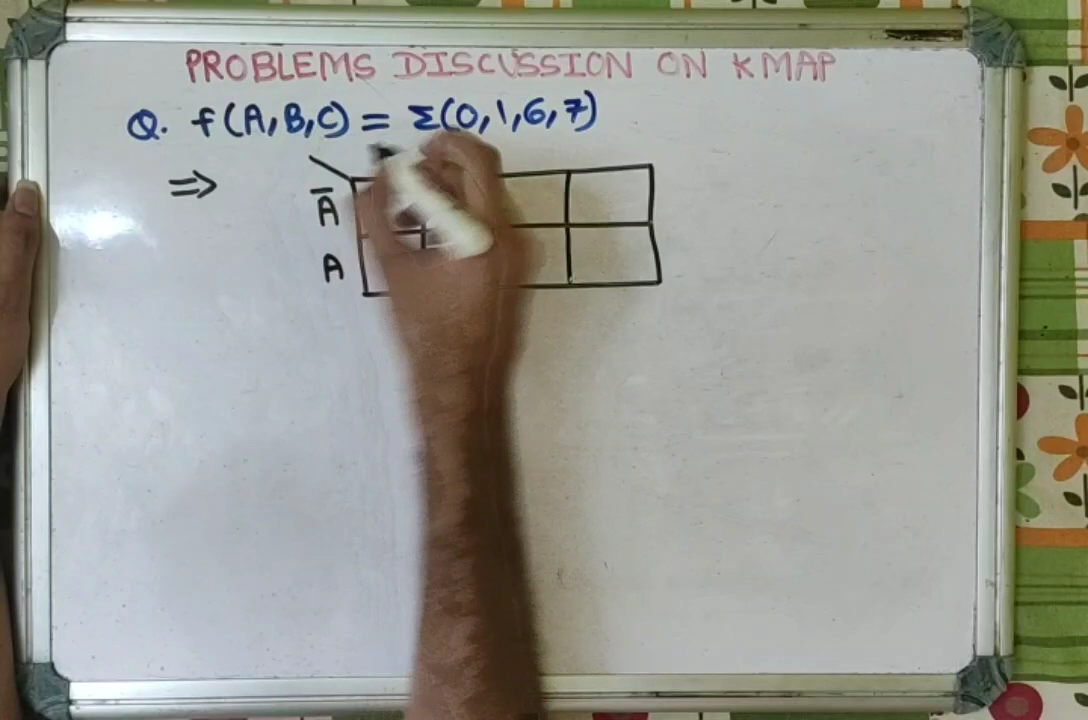 PROBLEMS DISCUSSION ON KMAP
Q. f(A,B,C) = Σ(0,1,6,7)
⇒
Ā
A